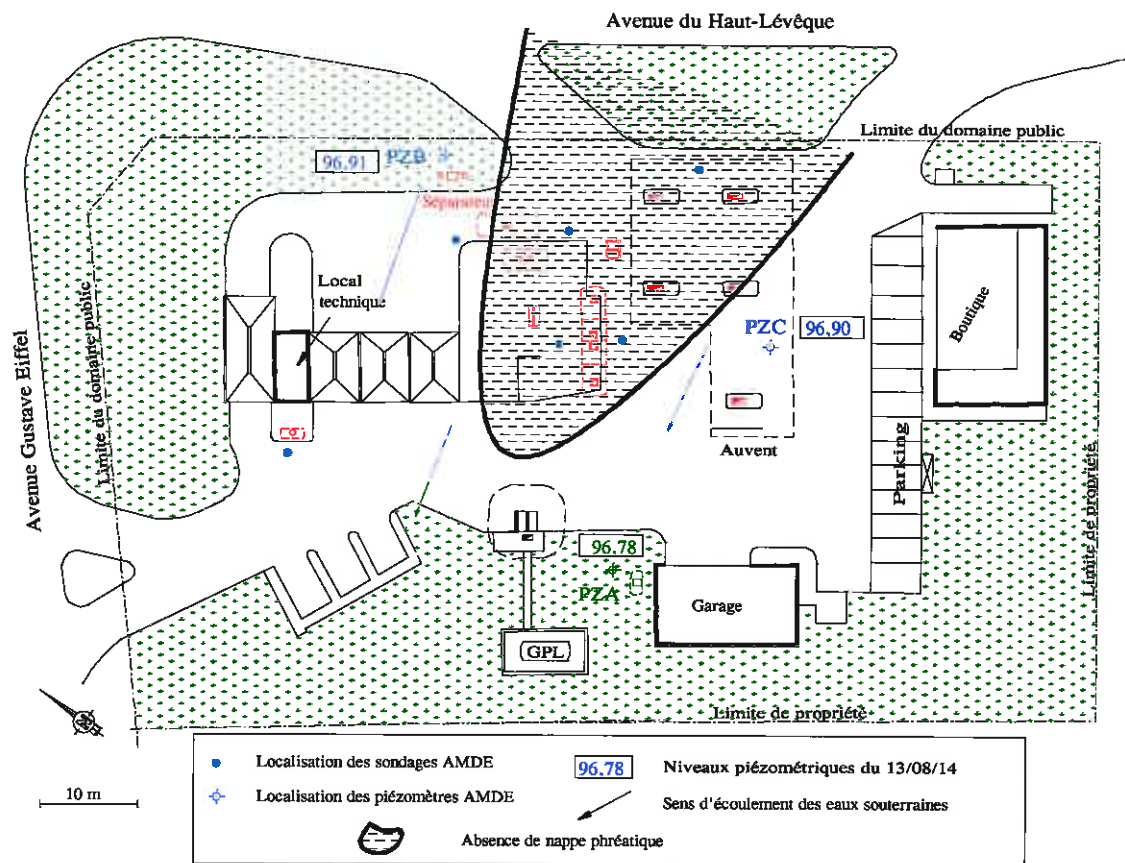 Avenue du Haut-Lévêque
Limite du domaine public
96.91 PZB
Séparateur
Local
technique
PZC 96,90
Boutique
Limite du domaine public
Avenue Gustave Eiffel
Auvent
Parking
Limite de propriété
96.78
PZA
Garage
GPL
Limite de propriété
Localisation des sondages AMDE
96,78 Niveaux piézométriques du 13/08/14
10 m
Localisation des piézomètres AMDE
Sens d'écoulement des eaux souterraines
Absence de nappe phréatique